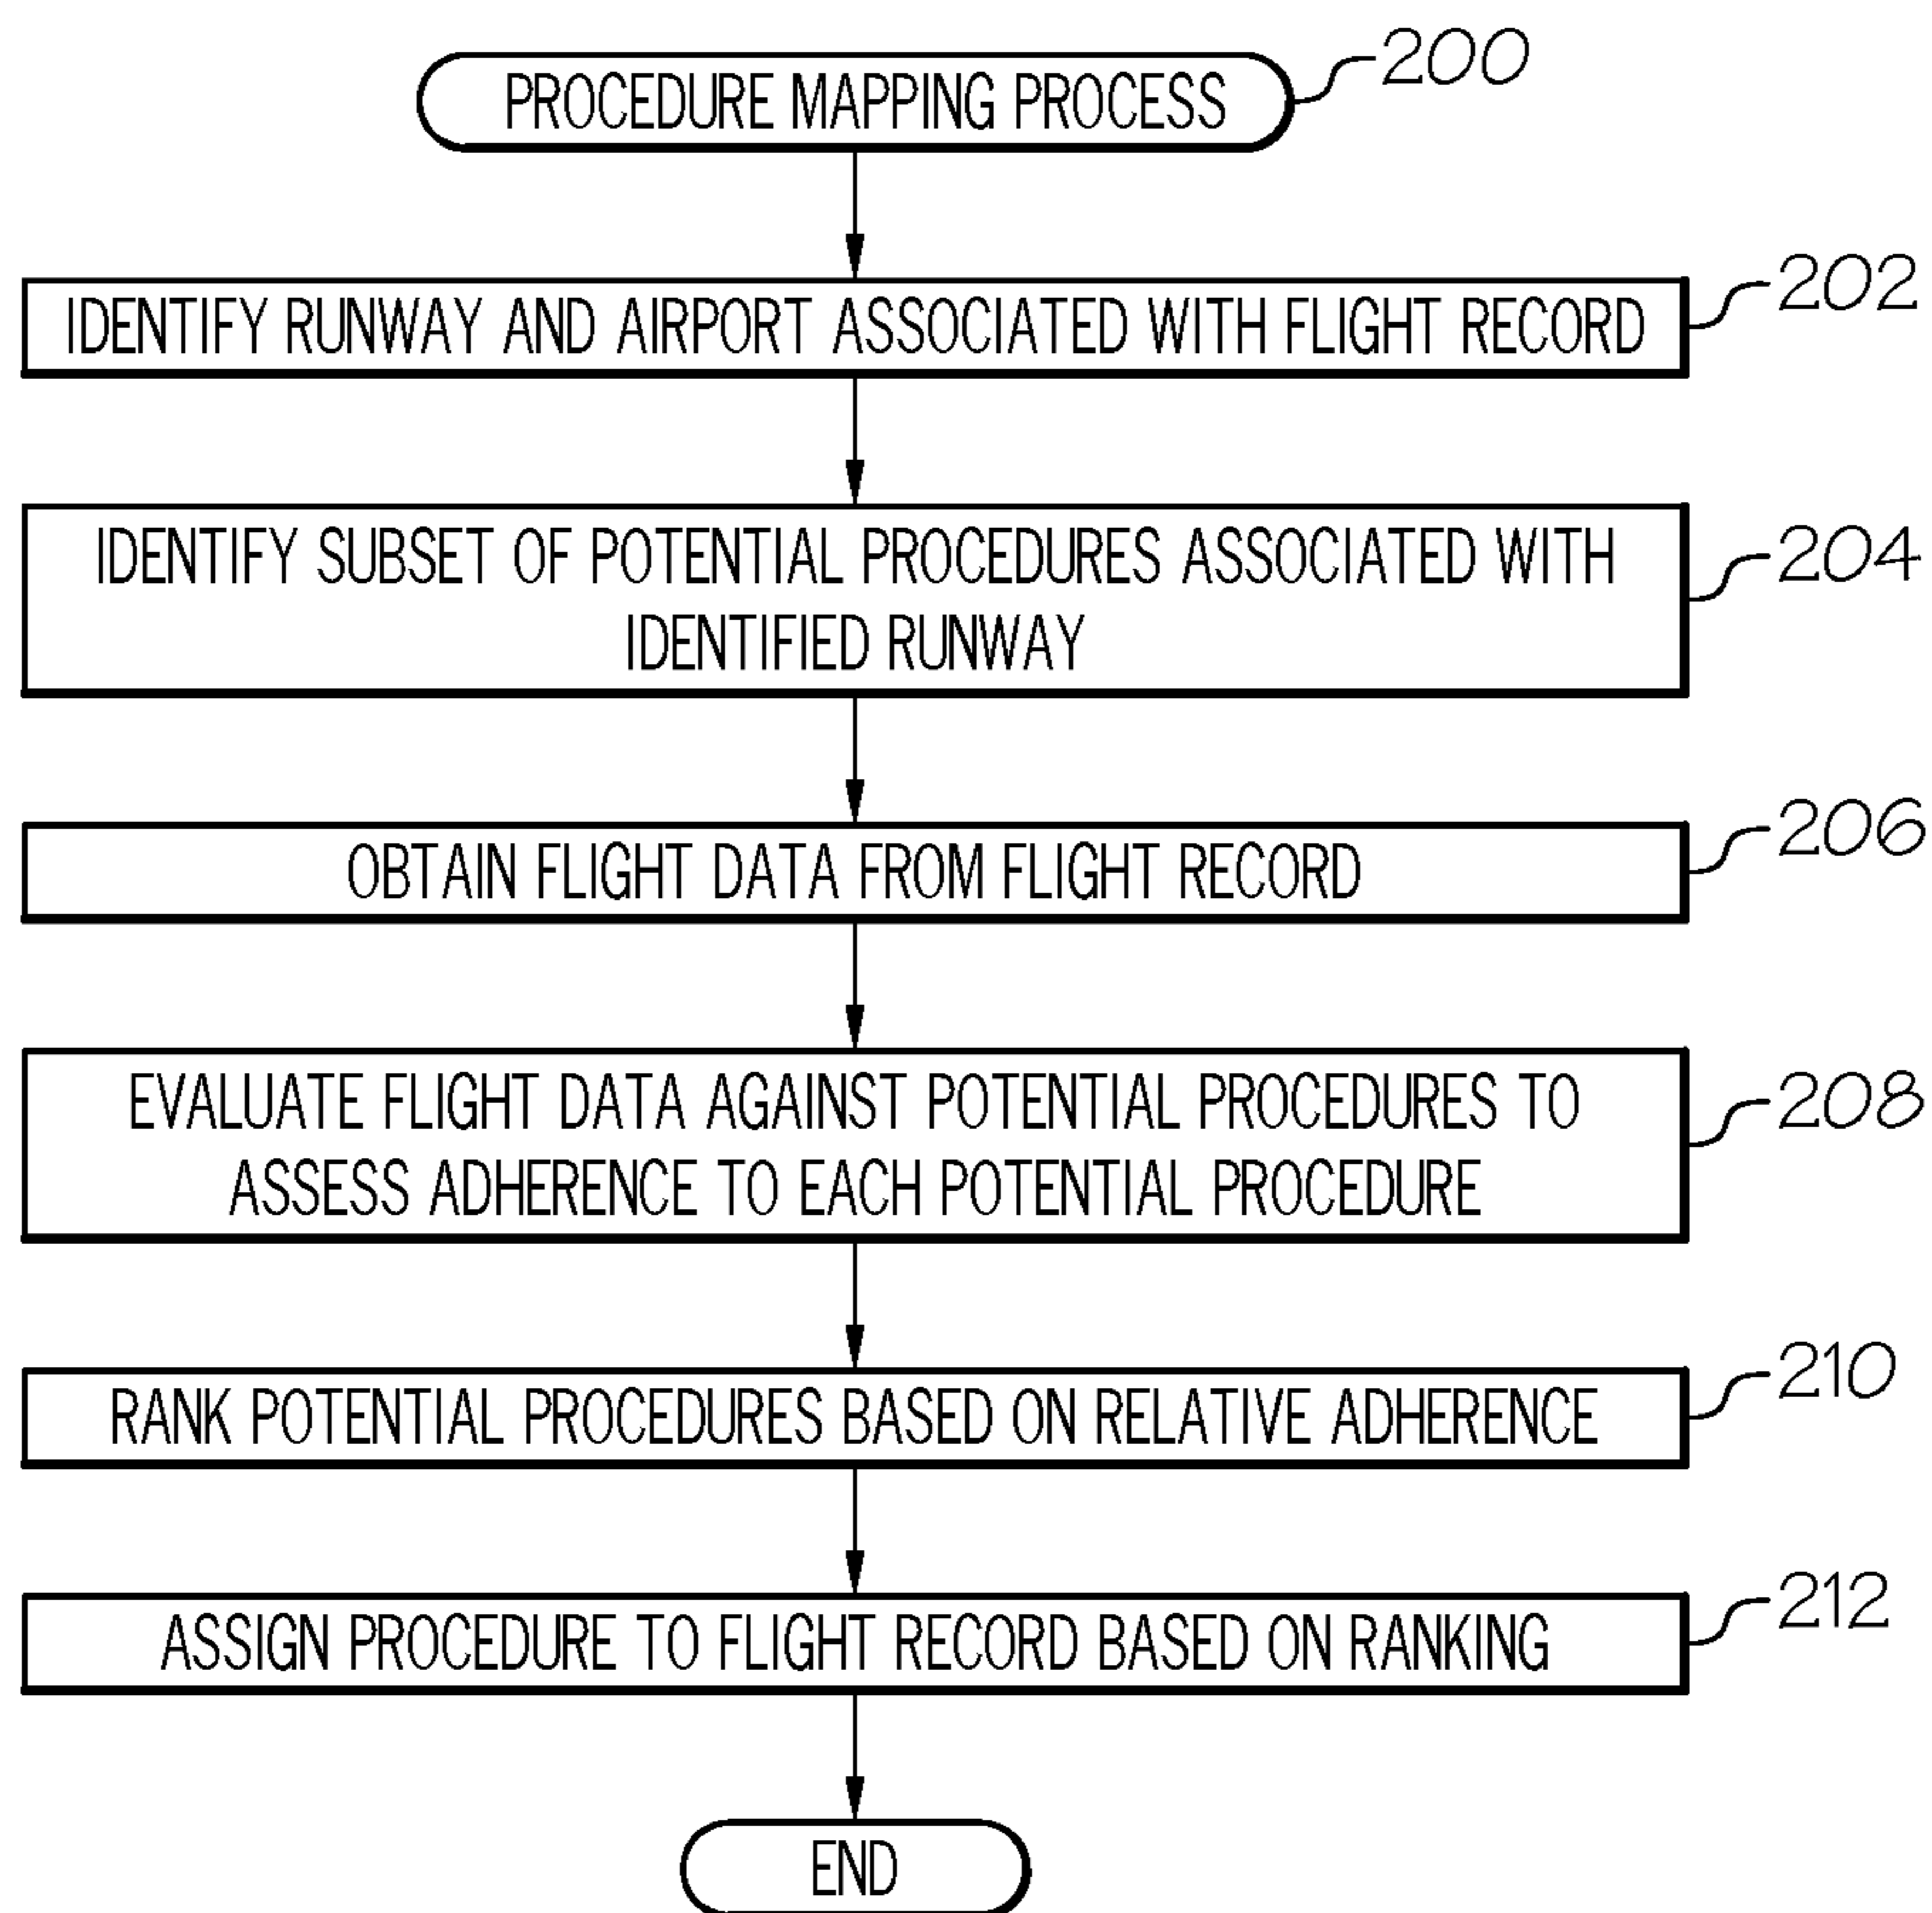 PROCEDURE MAPPING PROCESS
200
IDENTIFY RUNWAY AND AIRPORT ASSOCIATED WITH FLIGHT RECORD
202
IDENTIFY SUBSET OF POTENTIAL PROCEDURES ASSOCIATED WITH
IDENTIFIED RUNWAY
204
OBTAIN FLIGHT DATA FROM FLIGHT RECORD
206
EVALUATE FLIGHT DATA AGAINST POTENTIAL PROCEDURES TO
ASSESS ADHERENCE TO EACH POTENTIAL PROCEDURE
208
RANK POTENTIAL PROCEDURES BASED ON RELATIVE ADHERENCE
210
ASSIGN PROCEDURE TO FLIGHT RECORD BASED ON RANKING
212
END